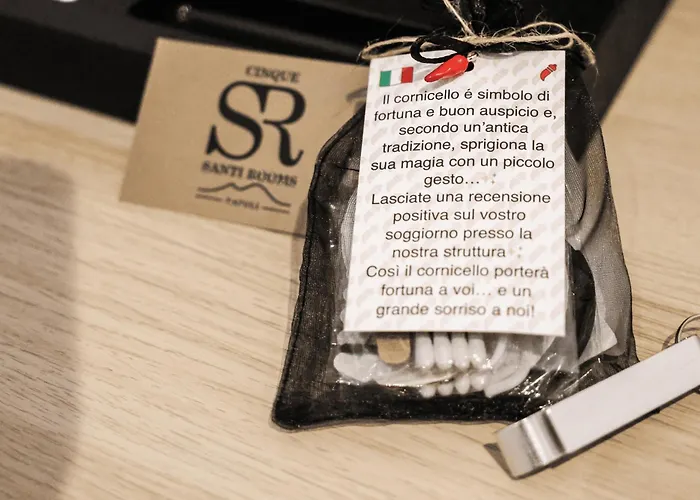 CINQUE
SR
SANTI ROOMS
NAPOLI
Il cornicello é simbolo di
fortuna e buon auspicio e,
secondo un'antica
tradizione, sprigiona la
sua magia con un piccolo
gesto...
Lasciate una recensione
positiva sul vostro
soggiorno presso la
nostra struttura
Così il cornicello porterà
fortuna a voi... e un
grande sorriso a noi!